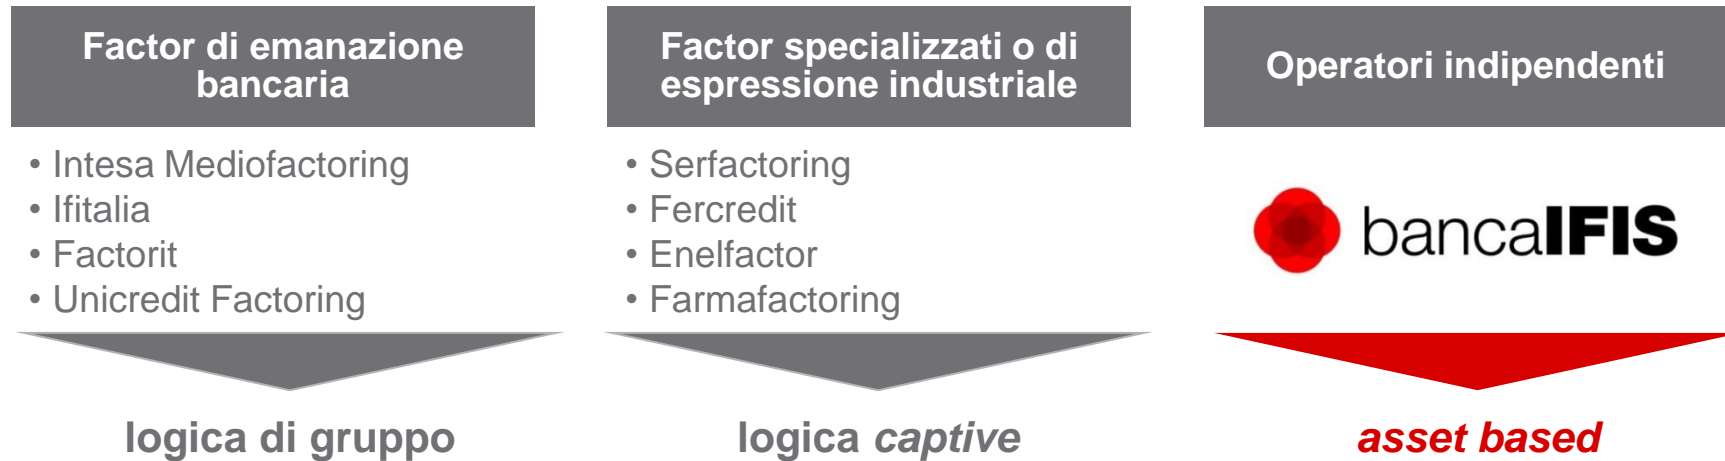 Factor di emanazione
bancaria
• Intesa Mediofactoring
• Ifitalia
• Factorit
• Unicredit Factoring
logica di gruppo
Factor specializzati o di
espressione industriale
• Serfactoring
• Fercredit
• Enelfactor
• Farmafactoring
logica captive
Operatori indipendenti
bancaIFIS
asset based